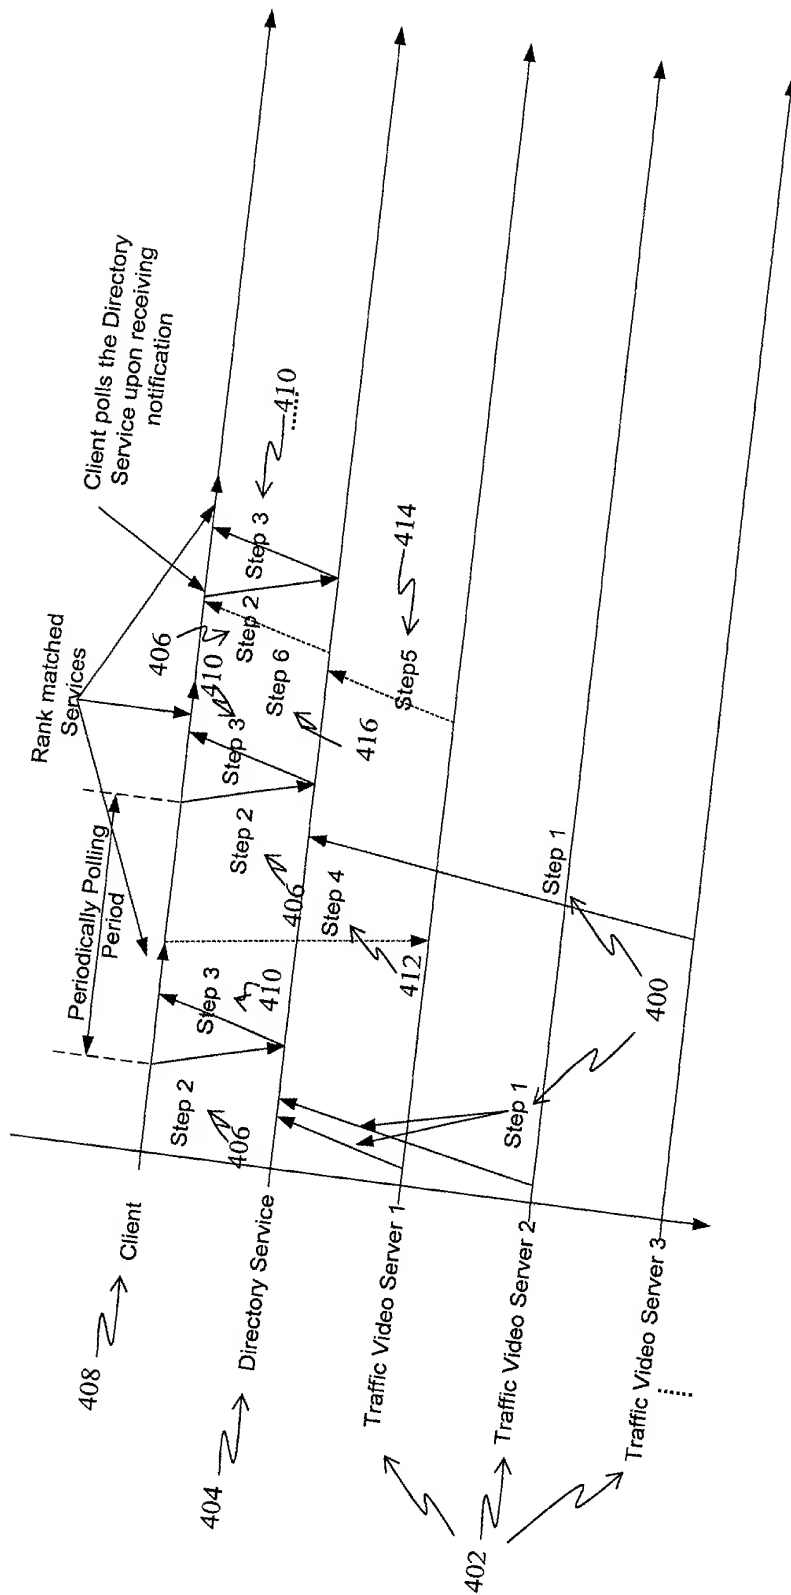 Client polls the Directory
Service upon receiving
notification
Rank matched
Services
Periodically Polling
Period
408
Client
Step 2
406
Step 3
410
Step 2
406
Step 3
410
406
Step 2
Step 3
410
......
404
Directory Service
Step 4
412
Step 6
416
Step5
414
402
Traffic Video Server 1
Traffic Video Server 2
Traffic Video Server 3
......
Step 1
400
Step 1